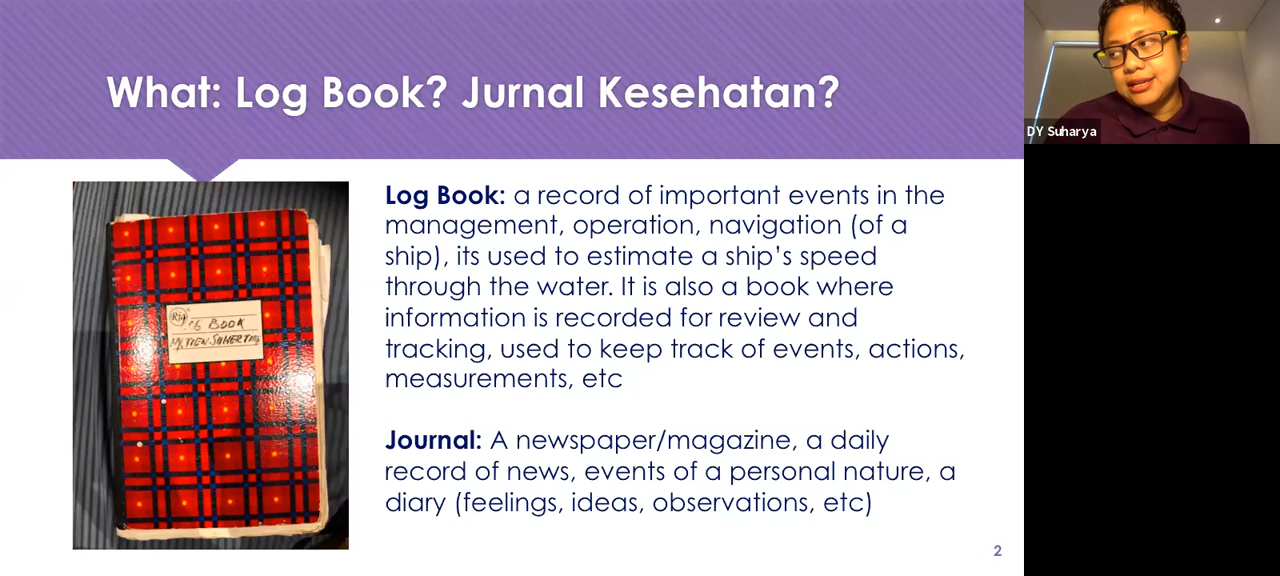 What: Log Book? Jurnal Kesehatan?
DY Suharya
Log Book: a record of important events in the
management, operation, navigation (of a
ship), its used to estimate a ship's speed
through the water. It is also a book where
information is recorded for review and
tracking, used to keep track of events, actions,
measurements, etc
BOOK
Journal: A newspaper/magazine, a daily
record of news, events of a personal nature, a
diary (feelings, ideas, observations, etc)
2